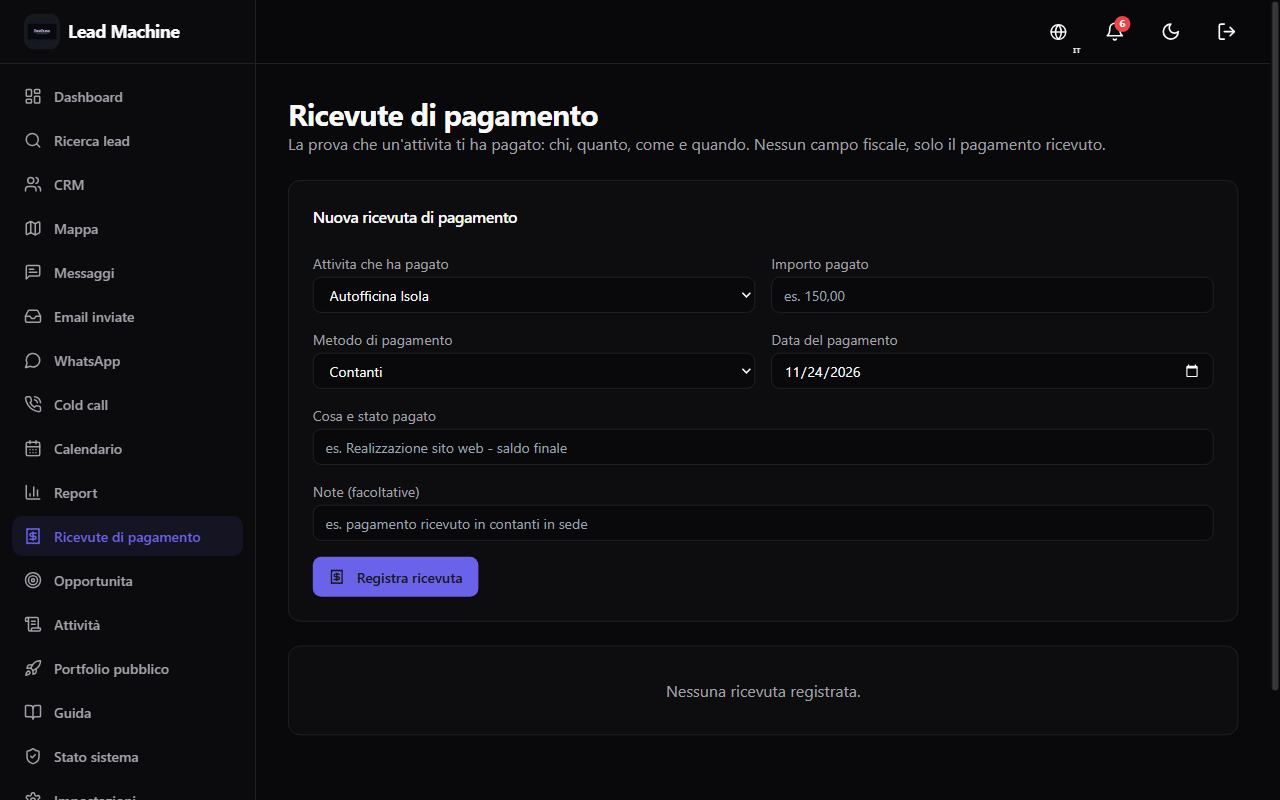 Lead Machine
IT
6
Dashboard
Ricerca lead
CRM
Mappa
Messaggi
Email inviate
WhatsApp
Cold call
Calendario
Report
Ricevute di pagamento
Opportunita
Attività
Portfolio pubblico
Guida
Stato sistema
Impostazioni
Ricevute di pagamento
La prova che un'attivita ti ha pagato: chi, quanto, come e quando. Nessun campo fiscale, solo il pagamento ricevuto.
Nuova ricevuta di pagamento
Attivita che ha pagato
Autofficina Isola
Importo pagato
es. 150,00
Metodo di pagamento
Contanti
Data del pagamento
11/24/2026
Cosa e stato pagato
es. Realizzazione sito web - saldo finale
Note (facoltative)
es. pagamento ricevuto in contanti in sede
Registra ricevuta
Nessuna ricevuta registrata.